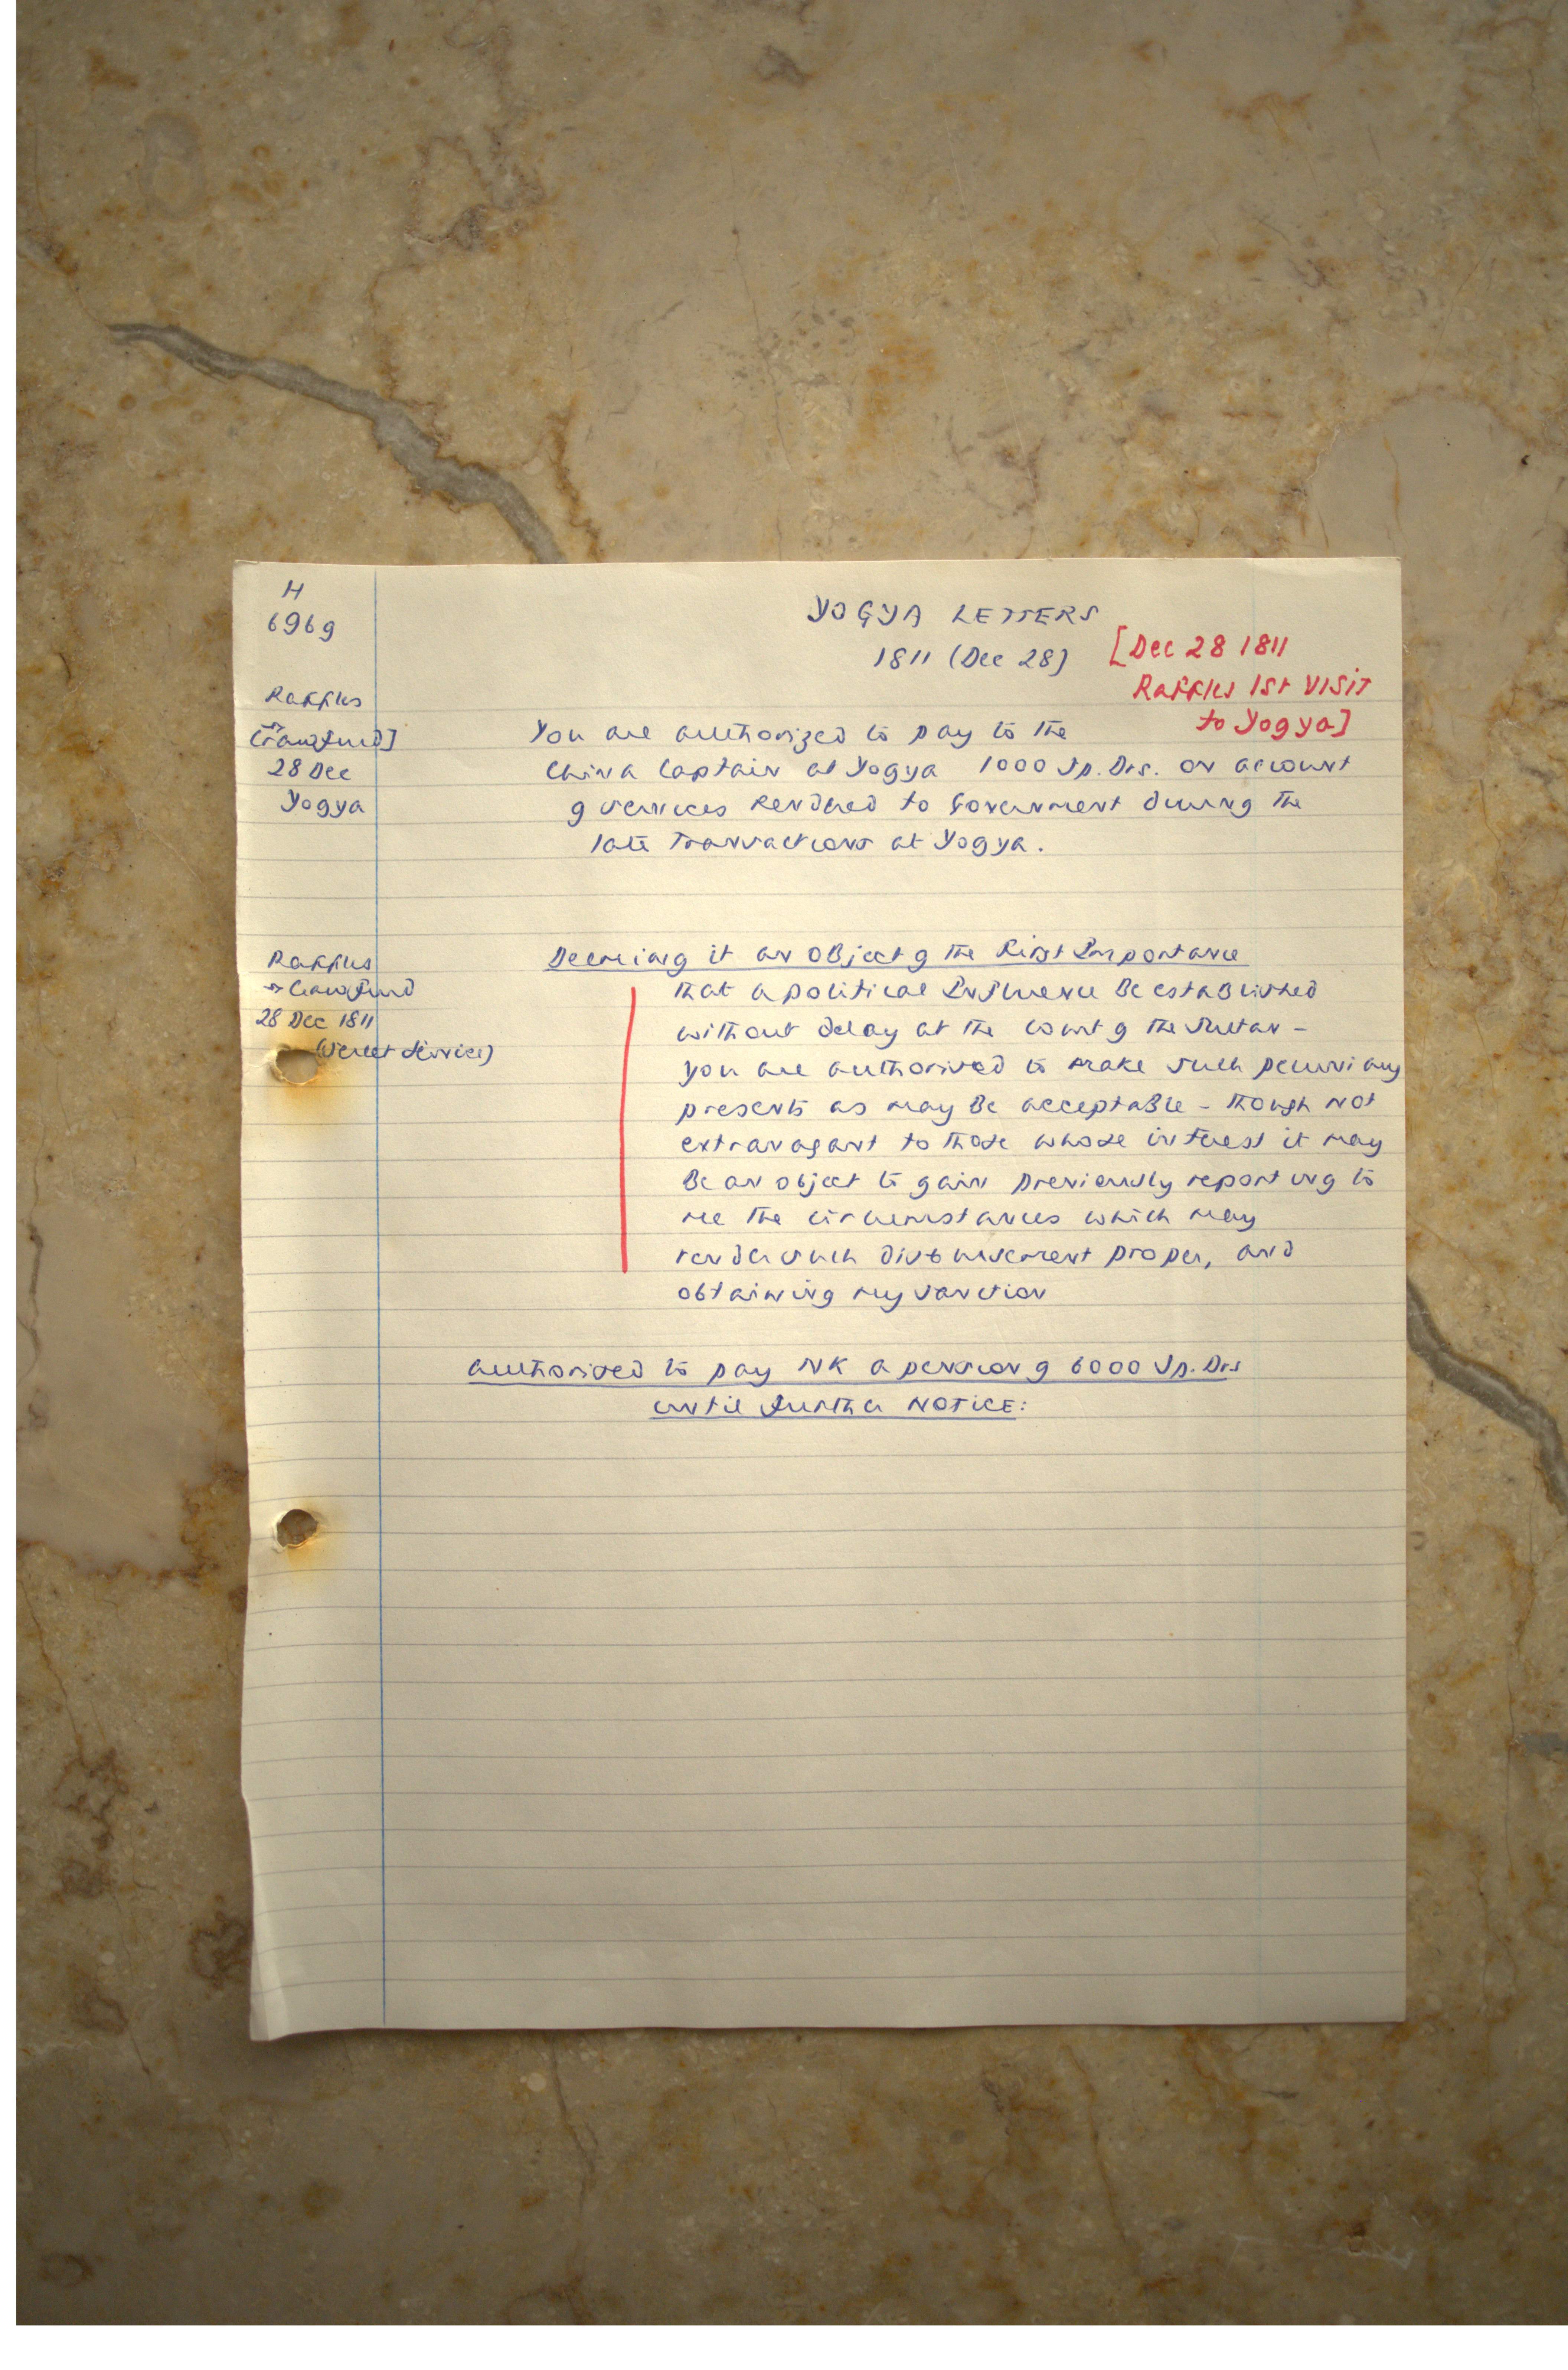 H
6969
YOGYA LETTERS
1811 (Dec 28)
[Dec 28 1811
Raffles 1st VISIT
to Yogya]
Raffles
→
Crawfurd]
28 Dec
Yogya
You are authorized to pay to the
China Captain at Yogya 1000 Sp. Drs. on account
of services Rendered to Government during the
late transactions at Yogya.
Raffles
→ Crawfurd
28 Dec 1811
(Secret Service)
Deeming it an object of the first Importance
that a political Influence Be established
without delay at the court of the Sultan -
you are authorised to make such pecuniary
presents as may Be acceptable - though not
extravagant to those whose interest it may
Be an object to gain previously reporting to
me the circumstances which may
render such disbursement proper, and
obtaining my sanction
authorised to pay NK a pension of 6000 Sp. Drs
until further NOTICE: